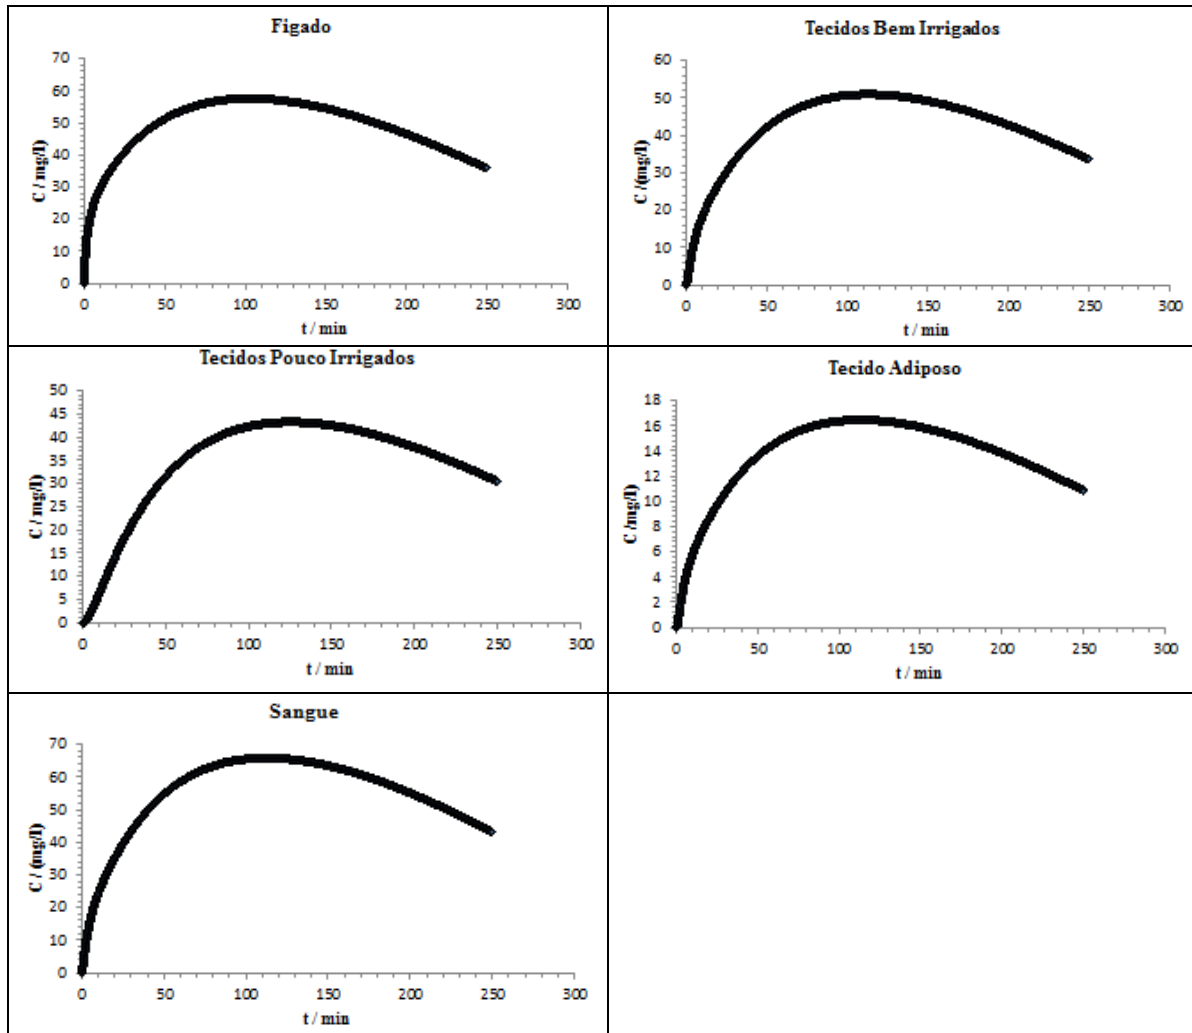 Fígado
70
60
50
40
30
20
10
0
C / mg/l
0 50 100 150 200 250 300
t / min
Tecidos Bem Irrigados
60
50
40
30
20
10
0
C / (mg/l)
0 50 100 150 200 250 300
t / min
Tecidos Pouco Irrigados
50
45
40
35
30
25
20
15
10
5
0
C / mg/l)
0 50 100 150 200 250 300
t / min
Tecido Adiposo
18
16
14
12
10
8
6
4
2
0
C /mg/l)
0 50 100 150 200 250 300
t / min
Sangue
70
60
50
40
30
20
10
0
C / (mg/l)
0 50 100 150 200 250 300
t / min